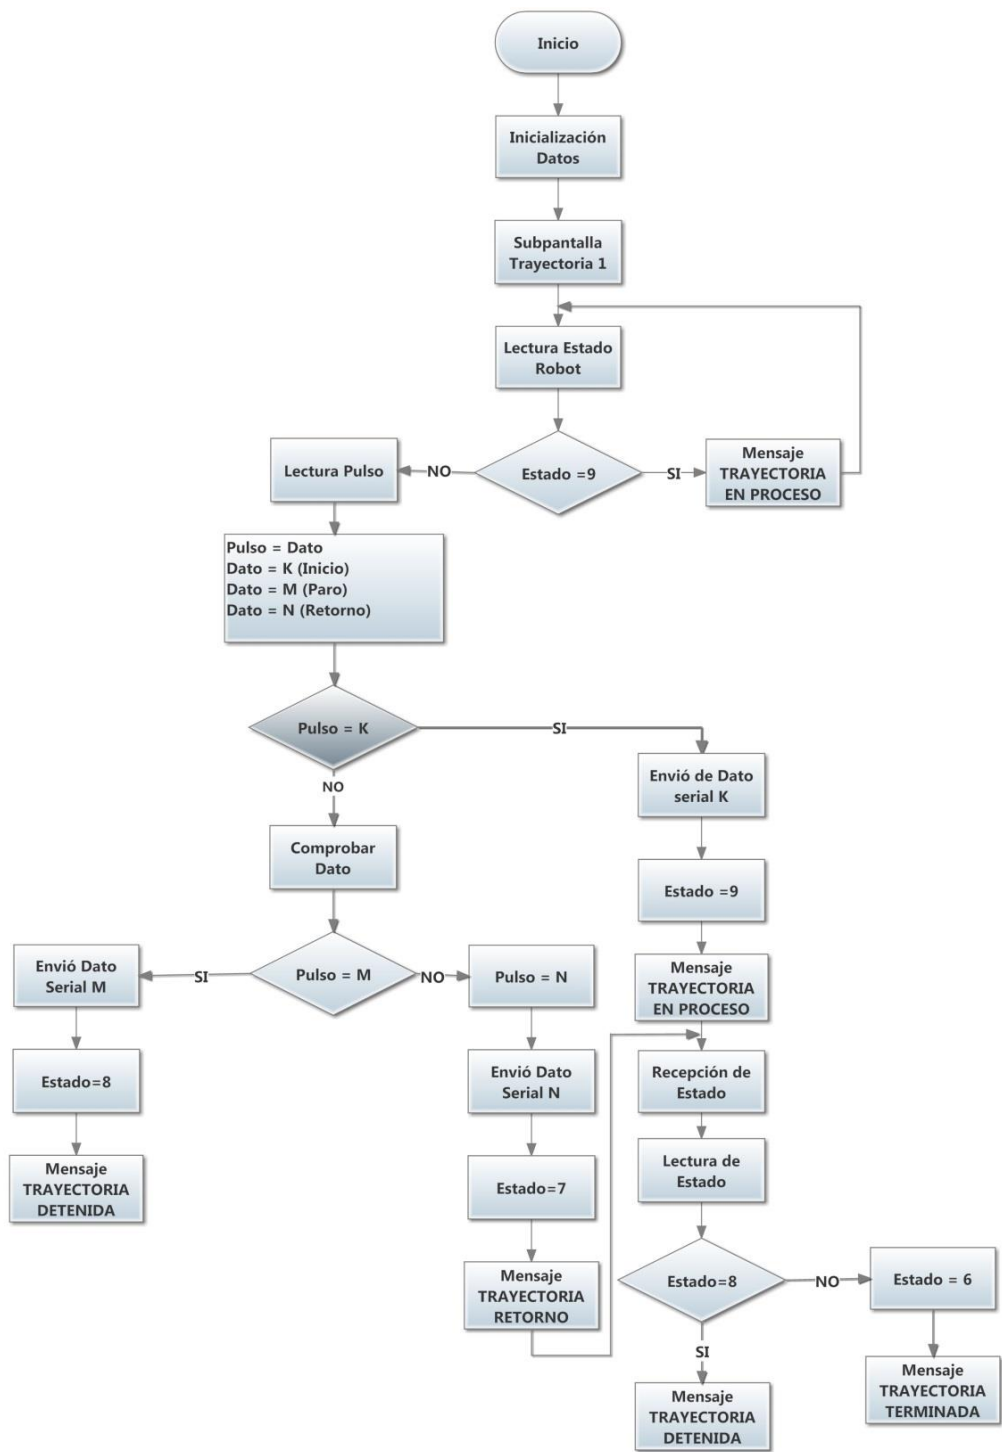 Inicio
Inicialización
Datos
Subpantalla
Trayectoria 1
Lectura Estado
Robot
Estado =9
NO
SI
Lectura Pulso
Mensaje
TRAYECTORIA
EN PROCESO
Pulso = Dato
Dato = K (Inicio)
Dato = M (Paro)
Dato = N (Retorno)
Pulso = K
SI
NO
Envió de Dato
serial K
Comprobar
Dato
Estado =9
Pulso = M
SI
NO
Envió Dato
Serial M
Pulso = N
Mensaje
TRAYECTORIA
EN PROCESO
Estado=8
Envió Dato
Serial N
Recepción de
Estado
Mensaje
TRAYECTORIA
DETENIDA
Estado=7
Lectura de
Estado
Mensaje
TRAYECTORIA
RETORNO
Estado=8
NO
Estado = 6
SI
Mensaje
TRAYECTORIA
DETENIDA
Mensaje
TRAYECTORIA
TERMINADA